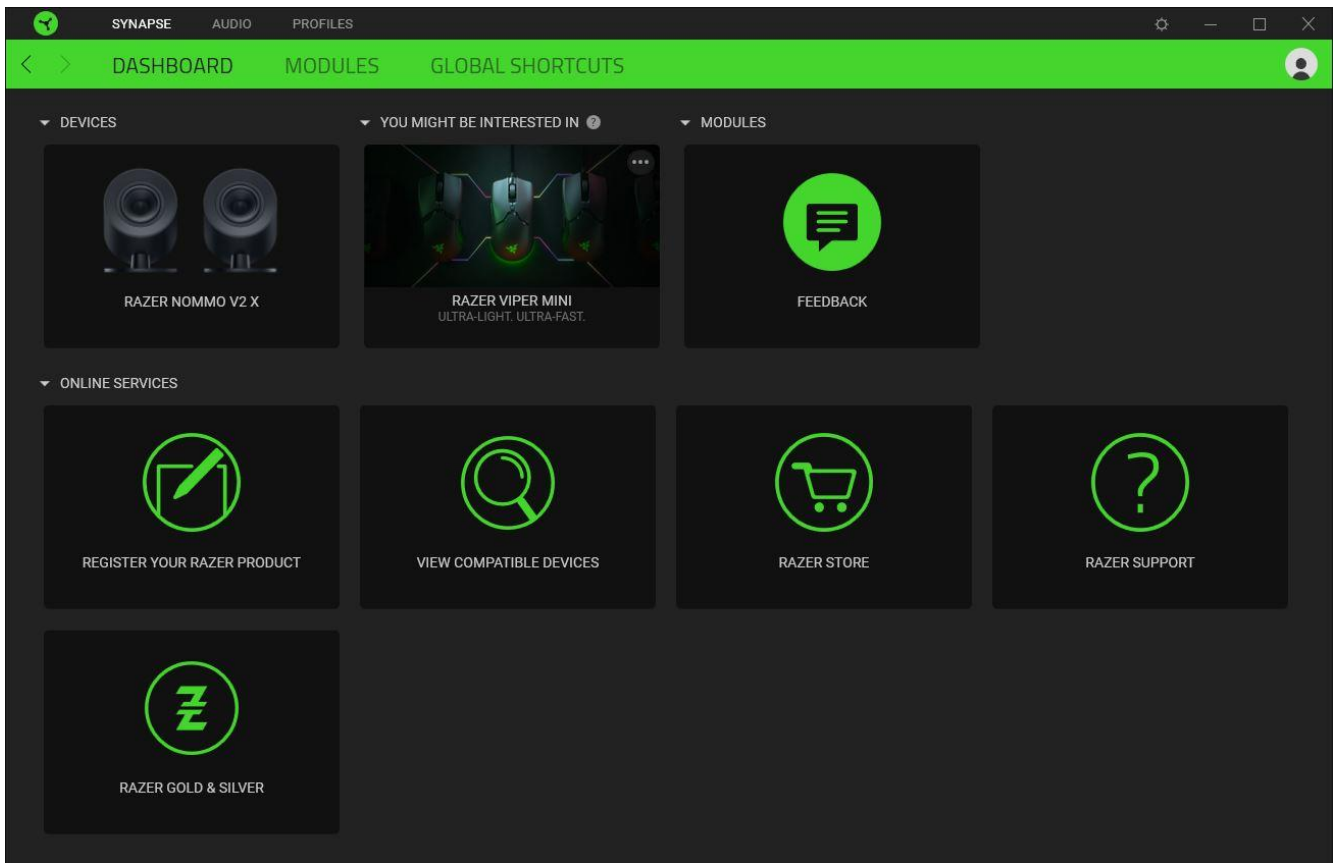 SYNAPSE AUDIO PROFILES
DASHBOARD MODULES GLOBAL SHORTCUTS
DEVICES
RAZER NOMMO V2 X
YOU MIGHT BE INTERESTED IN ?
RAZER VIPER MINI
ULTRA-LIGHT. ULTRA-FAST.
MODULES
FEEDBACK
ONLINE SERVICES
REGISTER YOUR RAZER PRODUCT
VIEW COMPATIBLE DEVICES
RAZER STORE
?
RAZER SUPPORT
RAZER GOLD & SILVER